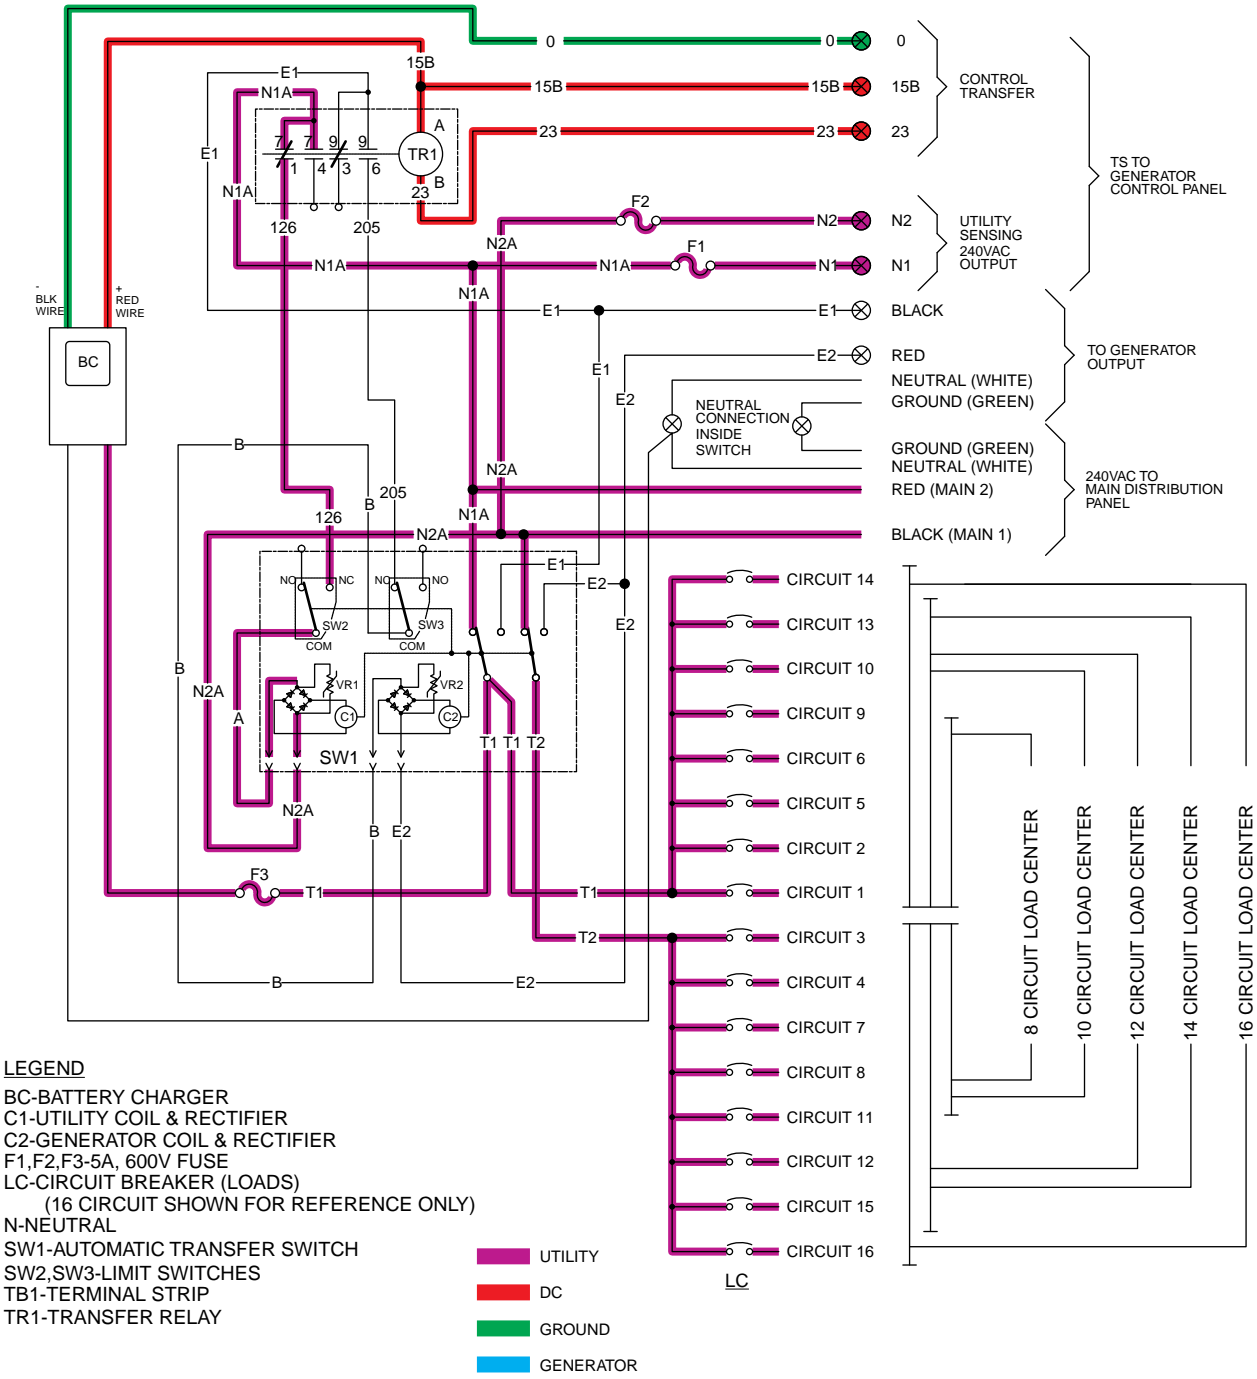 0
0
0
15B
15B
15B
15B
CONTROL
TRANSFER
23
23
23
23
E1
E1
N1A
N1A
7
7
9
9
1
4
3
6
A
TR1
B
TS TO
GENERATOR
CONTROL PANEL
126
205
F2
N2
N2
N2A
UTILITY
SENSING
240VAC
OUTPUT
F1
N1A
N1A
N1
N1
N1A
-
BLK
WIRE
+
RED
WIRE
BC
E1
E1
BLACK
E2
RED
TO GENERATOR
OUTPUT
E1
E2
NEUTRAL (WHITE)
GROUND (GREEN)
NEUTRAL
CONNECTION
INSIDE
SWITCH
GROUND (GREEN)
NEUTRAL (WHITE)
RED (MAIN 2)
BLACK (MAIN 1)
240VAC TO
MAIN DISTRIBUTION
PANEL
B
N2A
205
B
126
N1A
N2A
E1
E2
E2
NO
NC
NC
NO
SW2
SW3
COM
COM
B
N2A
A
VR1
VR2
C1
C2
SW1
T1
T1
T2
N2A
B
E2
F3
T1
T1
T2
B
E2
CIRCUIT 14
CIRCUIT 13
CIRCUIT 10
CIRCUIT 9
CIRCUIT 6
CIRCUIT 5
CIRCUIT 2
CIRCUIT 1
CIRCUIT 3
CIRCUIT 4
CIRCUIT 7
CIRCUIT 8
CIRCUIT 11
CIRCUIT 12
CIRCUIT 15
CIRCUIT 16
LC
8 CIRCUIT LOAD CENTER
10 CIRCUIT LOAD CENTER
12 CIRCUIT LOAD CENTER
14 CIRCUIT LOAD CENTER
16 CIRCUIT LOAD CENTER
LEGEND
BC-BATTERY CHARGER
C1-UTILITY COIL & RECTIFIER
C2-GENERATOR COIL & RECTIFIER
F1,F2,F3-5A, 600V FUSE
LC-CIRCUIT BREAKER (LOADS)
(16 CIRCUIT SHOWN FOR REFERENCE ONLY)
N-NEUTRAL
SW1-AUTOMATIC TRANSFER SWITCH
SW2,SW3-LIMIT SWITCHES
TB1-TERMINAL STRIP
TR1-TRANSFER RELAY
UTILITY
DC
GROUND
GENERATOR